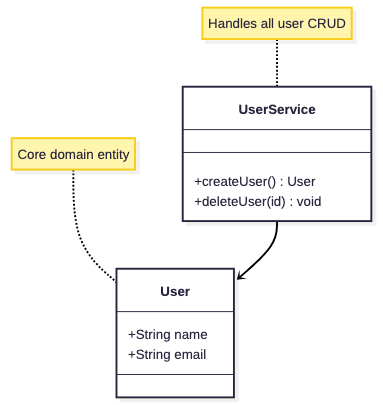 Handles all user CRUD
UserService
+createUser() : User
+deleteUser(id) : void
Core domain entity
User
+String name
+String email